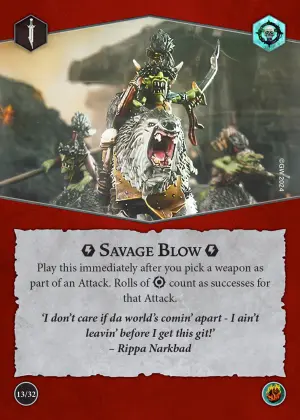 ©GW 2024
SAVAGE BLOW
Play this immediately after you pick a weapon as
part of an Attack. Rolls of count as successes for
that Attack.
‘I don’t care if da world’s comin’ apart - I ain’t
leavin’ before I get this git!’
– Rippa Narkbad
13/32